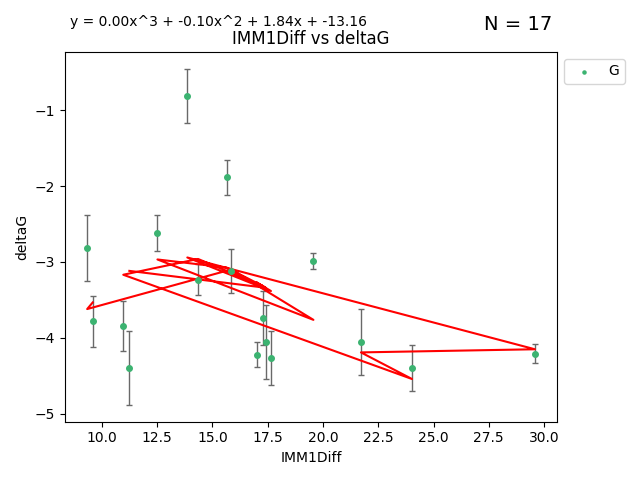 y = 0.00x^3 + -0.10x^2 + 1.84x + -13.16
N = 17
IMM1Diff vs deltaG
G
deltaG
−1
−2
−3
−4
−5
10.0 12.5 15.0 17.5 20.0 22.5 25.0 27.5 30.0
IMM1Diff